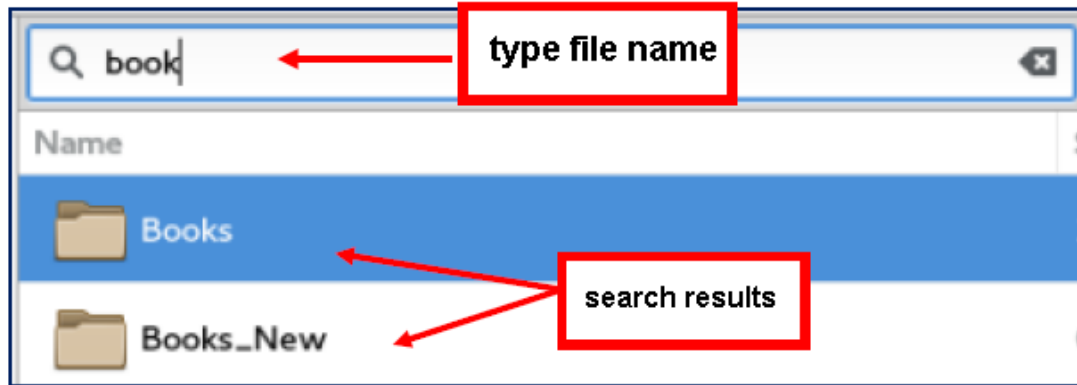 type file name
book
Name
Books
search results
Books_New